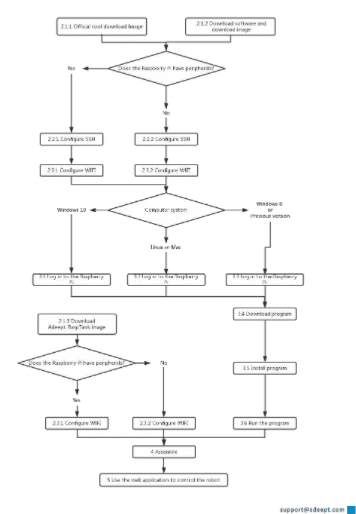 2.1.1 Official tool download image
2.1.2 Download software and
download image
Does the Raspberry Pi have peripherals?
No
No
2.2.1 Configure SSH
2.2.2 Configure SSH
2.3.1 Configure WIFI
2.3.2 Configure WIFI
Computer system
Windows 10
Windows 8
or
Previous version
Linux or Mac
3.1 Log in to the Raspberry
Pi
3.2 Log in to the Raspberry
Pi
3.3 Log in to the Raspberry
Pi
2.1.3 Download
Adeept_RaspTank image
3.4 Download program
Does the Raspberry Pi have peripherals?
No
3.5 Install program
Yes
2.3.1 Configure WIFI
2.3.2 Configure WIFI
3.6 Run the program
4 Assemble
5 Use the web application to control the robot
support@adeept.com